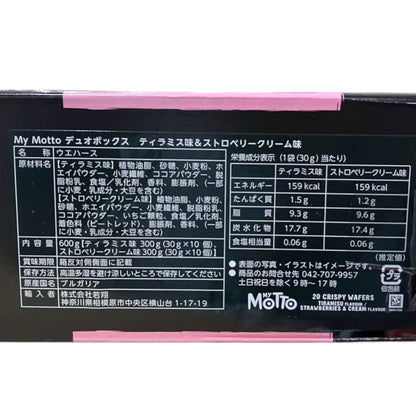 My Motto デュオボックス ティラミス味&ストロベリークリーム味
名称 ウエハース
原材料名 【ティラミス味】植物油脂、砂糖、小麦粉、ホ
エイパウダー、小麦繊維、ココアパウダー、脱
脂粉乳、食塩/乳化剤、香料、膨脹剤、(一部
に小麦・乳成分・大豆を含む)
【ストロベリークリーム味】植物油脂、砂糖、小
麦粉、ホエイパウダー、小麦繊維、脱脂粉乳、
ココアパウダー、いちご顆粒、食塩/乳化剤、
着色料(ビートレッド)、香料、膨脹剤、(一部
に小麦・乳成分・大豆を含む)
内容量 600g【ティラミス味 300g(30g×10個)、
ストロベリークリーム味 300g(30g×10個)】
賞味期限 箱反対側側面に記載
保存方法 高温多湿を避け涼しいところで保存してください。
原産国名 ブルガリア
輸入者 株式会社若翔
神奈川県相模原市中央区横山台1-17-19
栄養成分表示(1袋(30g)当たり)
ティラミス味 ストロベリークリーム味
エネルギー 159kcal 159kcal
たんぱく質 1.5g 1.2g
脂質 9.3g 9.6g
炭水化物 17.7g 17.4g
食塩相当量 0.06g 0.06g
(推定値)
写真・イラストはイメージです。
商品のお問い合わせ 042-707-9957
土日祝日を除く9時〜17時
プラ
個包装
MY
MOTTO
20 CRISPY WAFERS
TIRAMISU FLAVOUR /
STRAWBERRIES & CREAM FLAVOUR